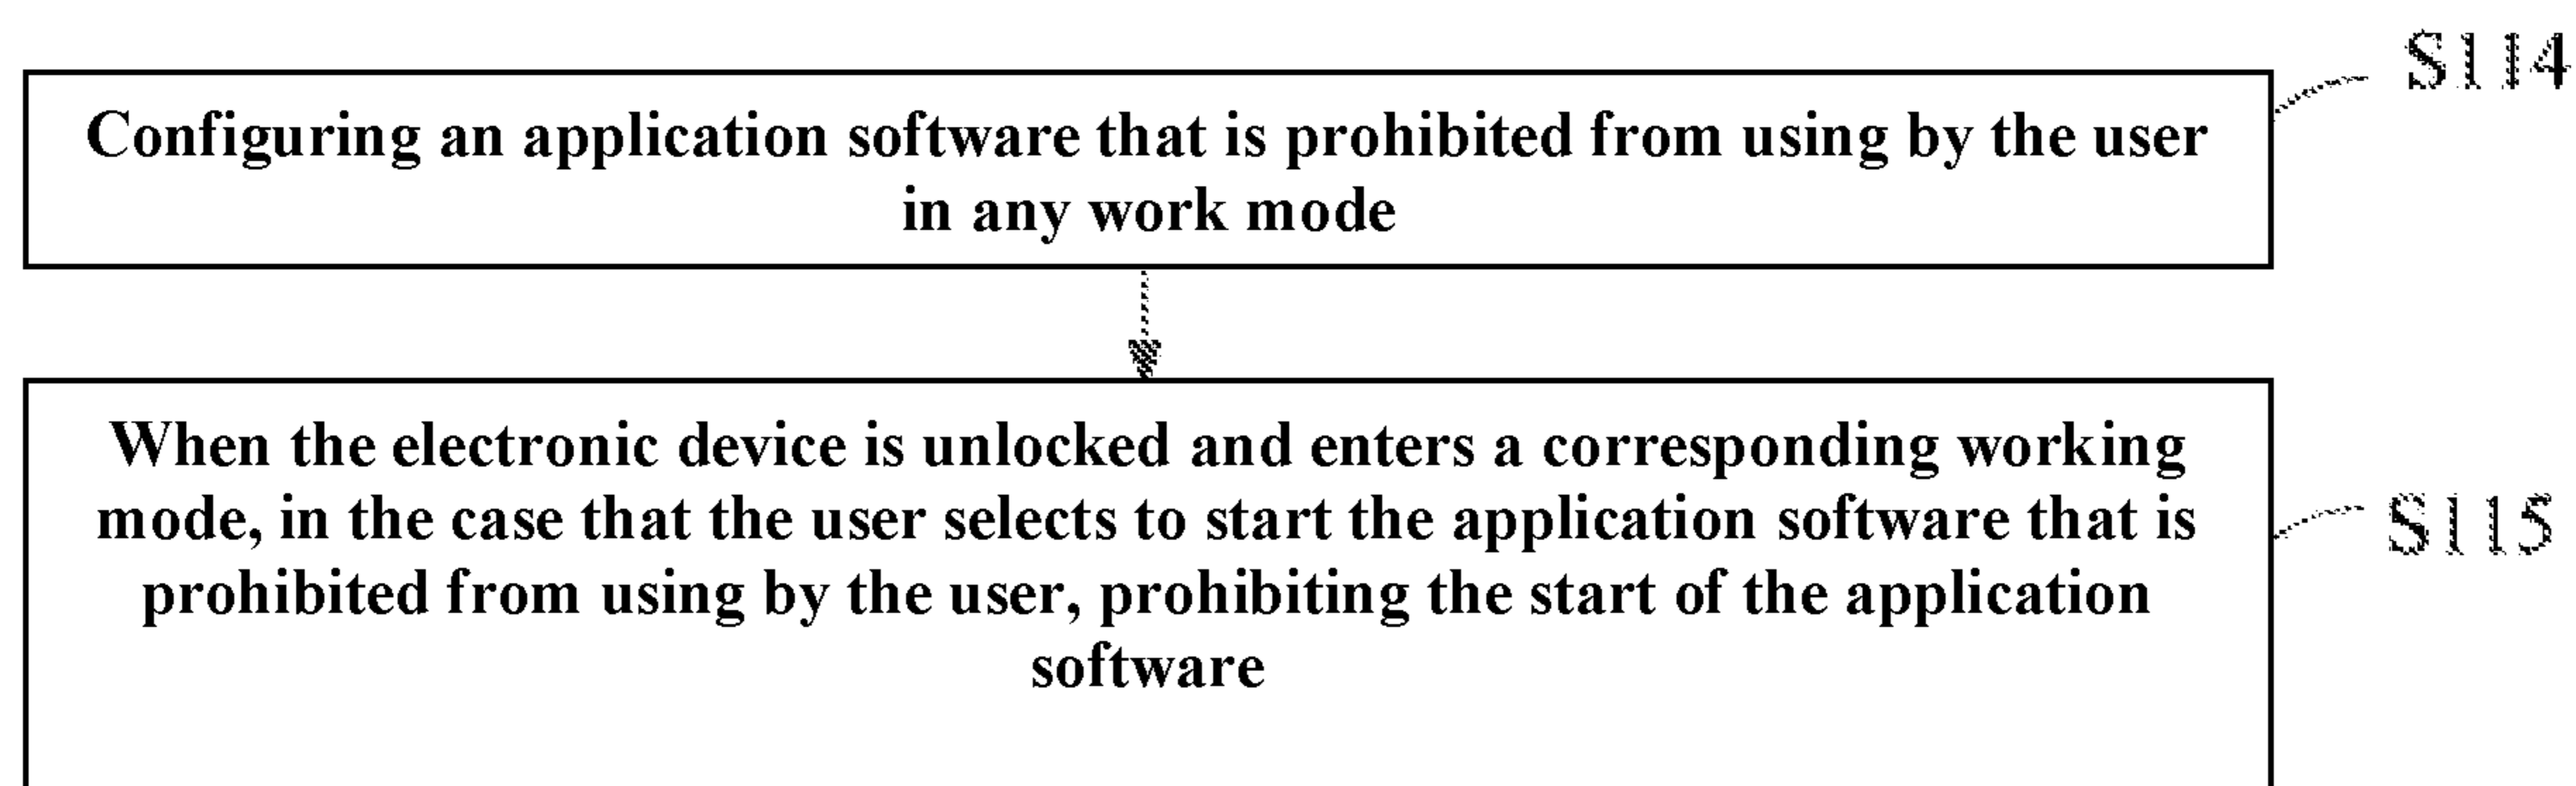 S114
Configuring an application software that is prohibited from using by the user
in any work mode
When the electronic device is unlocked and enters a corresponding working
mode, in the case that the user selects to start the application software that is
prohibited from using by the user, prohibiting the start of the application
software
S115